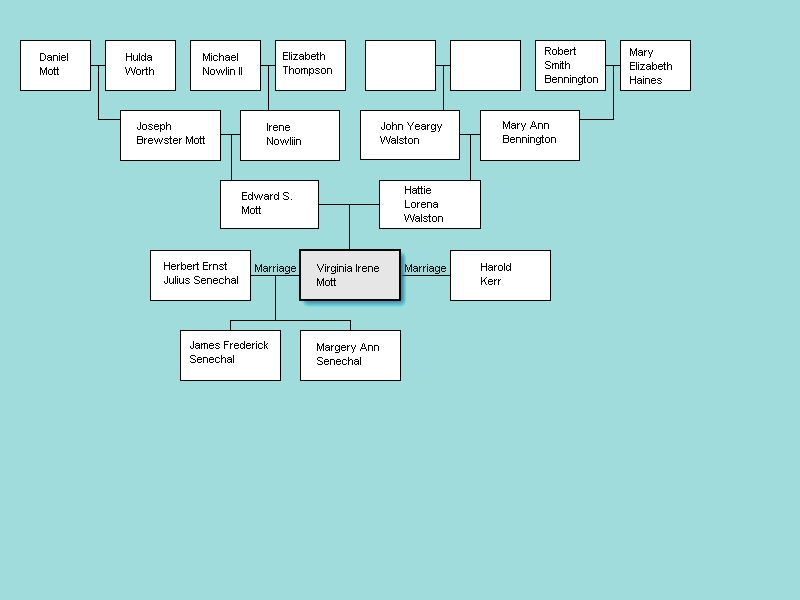 Daniel
Mott
Hulda
Worth
Michael
Nowlin II
Elizabeth
Thompson
Robert
Smith
Bennington
Mary
Elizabeth
Haines
Joseph
Brewster Mott
Irene
Nowliin
John Yeargy
Walston
Mary Ann
Bennington
Edward S.
Mott
Hattie
Lorena
Walston
Herbert Ernst
Julius Senechal
Marriage
Virginia Irene
Mott
Marriage
Harold
Kerr
James Frederick
Senechal
Margery Ann
Senechal